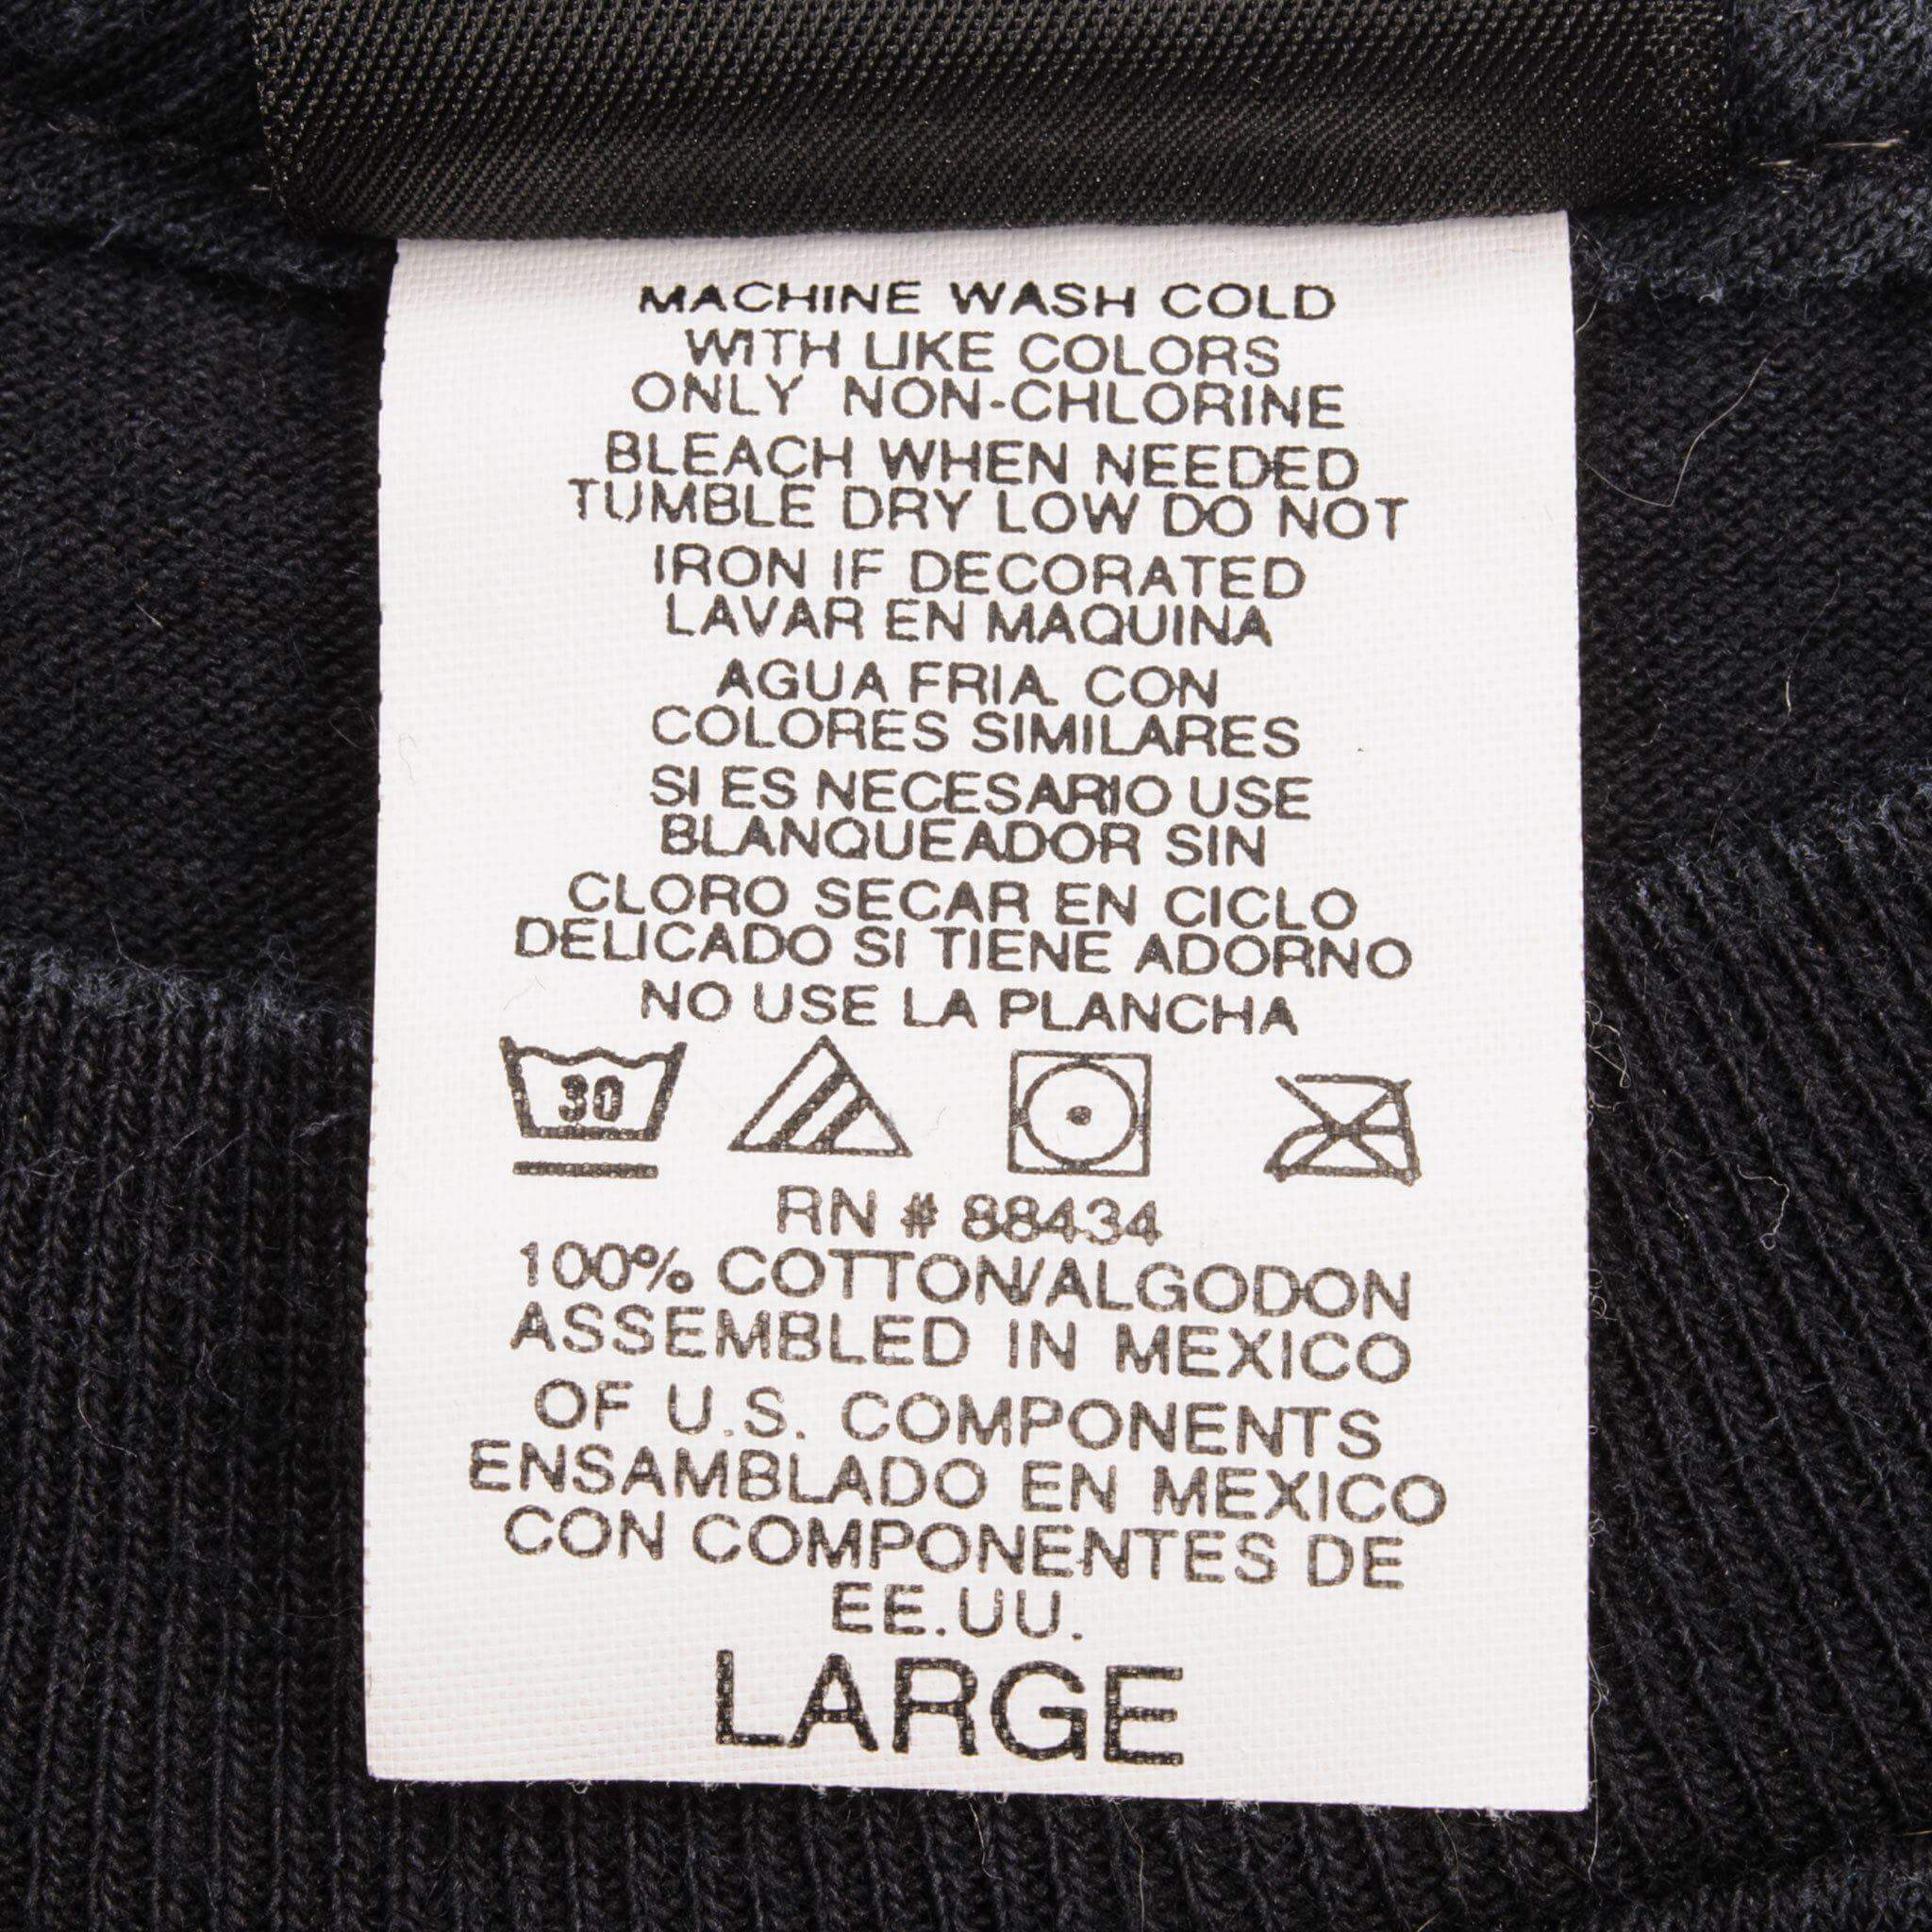 MACHINE WASH COLD
WITH LIKE COLORS
ONLY NON-CHLORINE
BLEACH WHEN NEEDED
TUMBLE DRY LOW DO NOT
IRON IF DECORATED
LAVAR EN MAQUINA
AGUA FRIA. CON
COLORES SIMILARES
SI ES NECESARIO USE
BLANQUEADOR SIN
CLORO SECAR EN CICLO
DELICADO SI TIENE ADORNO
NO USE LA PLANCHA
30
RN # 88434
100% COTTON/ALGODON
ASSEMBLED IN MEXICO
OF U.S. COMPONENTS
ENSAMBLADO EN MEXICO
CON COMPONENTES DE
EE.UU.
LARGE